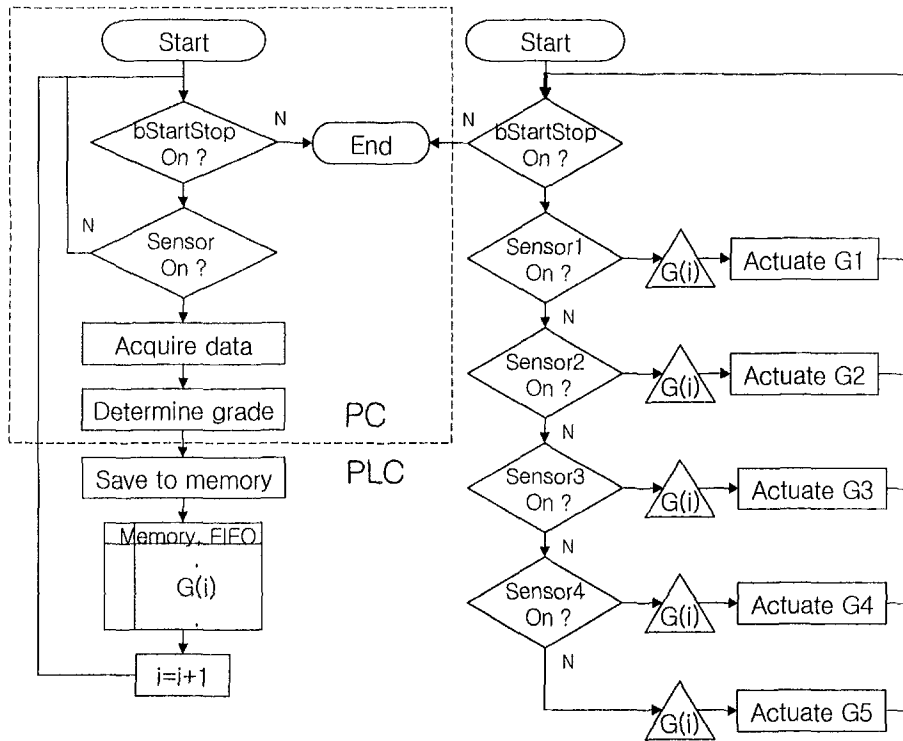 Start
bStartStop
On ?
N
End
Sensor
On ?
N
Acquire data
Determine grade
PC
PLC
Save to memory
Memory, FIFO
.
G(i)
.
i=i+1
Start
N
bStartStop
On ?
Sensor1
On ?
G(i)
Actuate G1
N
Sensor2
On ?
G(i)
Actuate G2
N
Sensor3
On ?
G(i)
Actuate G3
N
Sensor4
On ?
G(i)
Actuate G4
N
G(i)
Actuate G5